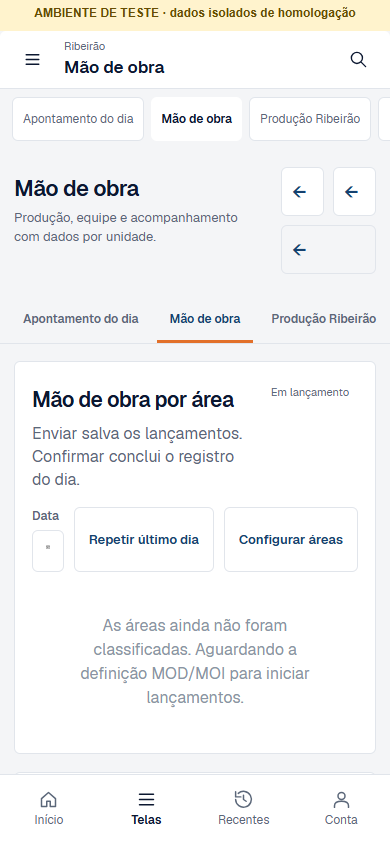 AMBIENTE DE TESTE · dados isolados de homologação
Ribeirão
Mão de obra
Apontamento do dia
Mão de obra
Produção Ribeirão
Mão de obra
Produção, equipe e acompanhamento
com dados por unidade.
Apontamento do dia
Mão de obra
Produção Ribeirão
Mão de obra por área
Em lançamento
Enviar salva os lançamentos.
Confirmar conclui o registro
do dia.
Data
Repetir último dia
Configurar áreas
As áreas ainda não foram
classificadas. Aguardando a
definição MOD/MOI para iniciar
lançamentos.
Início
Telas
Recentes
Conta